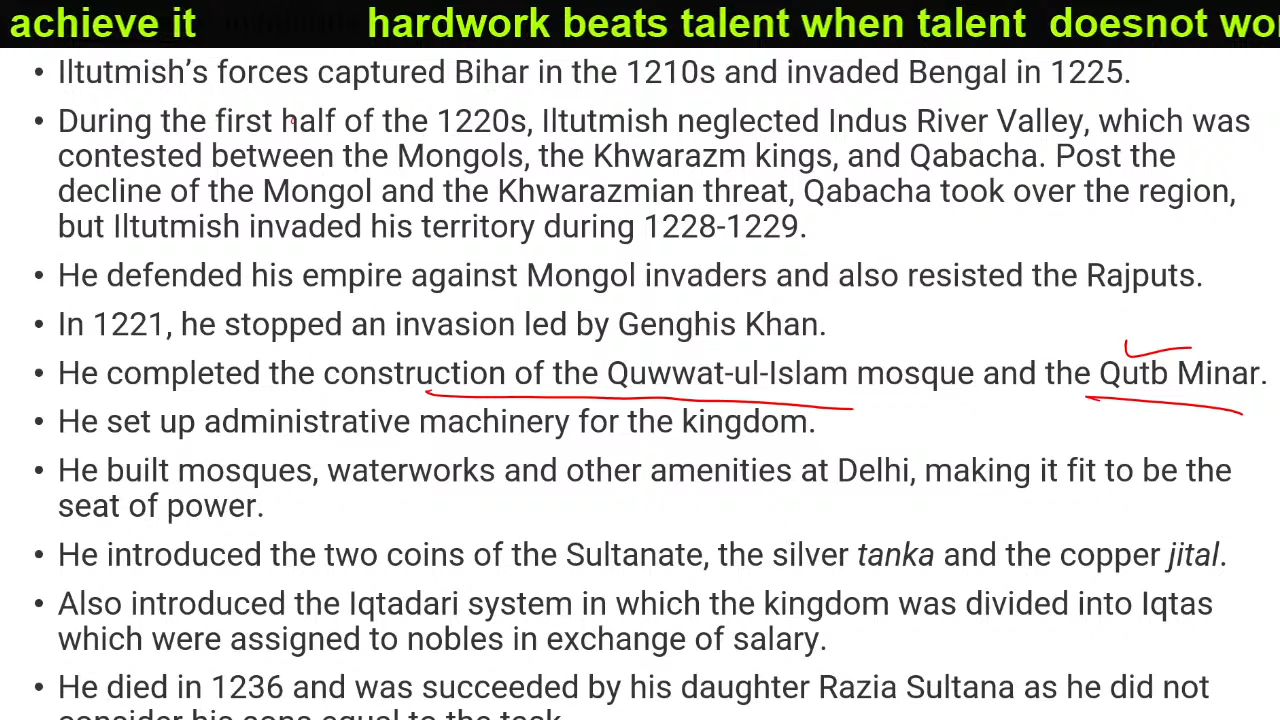 achieve it hardwork beats talent when talent doesnot wo
• Iltutmish’s forces captured Bihar in the 1210s and invaded Bengal in 1225.
• During the first half of the 1220s, Iltutmish neglected Indus River Valley, which was
contested between the Mongols, the Khwarazm kings, and Qabacha. Post the
decline of the Mongol and the Khwarazmian threat, Qabacha took over the region,
but Iltutmish invaded his territory during 1228-1229.
• He defended his empire against Mongol invaders and also resisted the Rajputs.
• In 1221, he stopped an invasion led by Genghis Khan.
• He completed the construction of the Quwwat-ul-Islam mosque and the Qutb Minar.
• He set up administrative machinery for the kingdom.
• He built mosques, waterworks and other amenities at Delhi, making it fit to be the
seat of power.
• He introduced the two coins of the Sultanate, the silver tanka and the copper jital.
• Also introduced the Iqtadari system in which the kingdom was divided into Iqtas
which were assigned to nobles in exchange of salary.
• He died in 1236 and was succeeded by his daughter Razia Sultana as he did not
consider his sons equal to the task